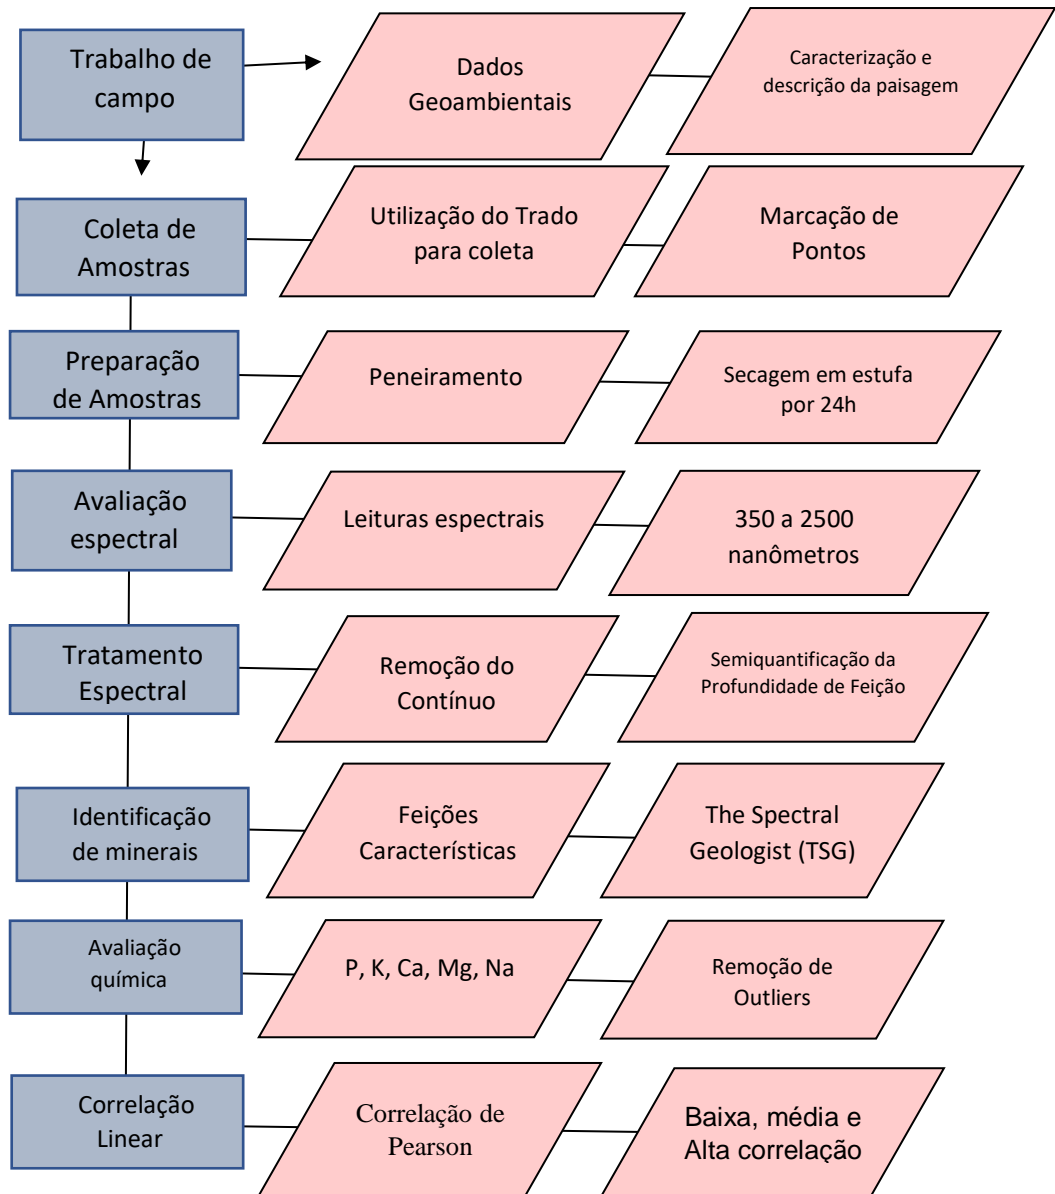 Trabalho de
campo
Dados
Geoambientais
Caracterização e
descrição da paisagem
Coleta de
Amostras
Utilização do Trado
para coleta
Marcação de
Pontos
Preparação
de Amostras
Peneiramento
Secagem em estufa
por 24h
Avaliação
espectral
Leituras espectrais
350 a 2500
nanômetros
Tratamento
Espectral
Remoção do
Contínuo
Semiquantificação da
Profundidade de Feição
Identificação
de minerais
Feições
Características
The Spectral
Geologist (TSG)
Avaliação
química
P, K, Ca, Mg, Na
Remoção de
Outliers
Correlação
Linear
Correlação de
Pearson
Baixa, média e
Alta correlação